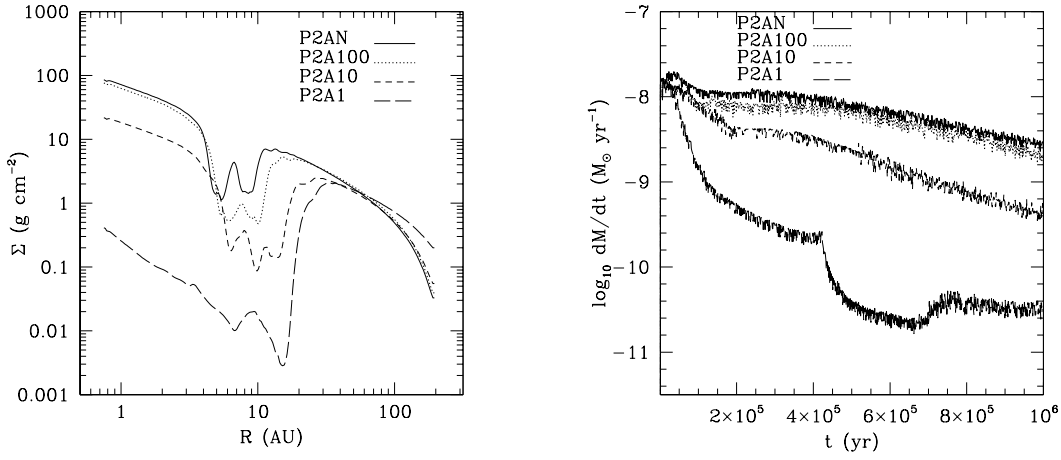 1000
100
10
1
0.1
0.01
0.001
Σ (g cm⁻²)
P2AN
P2A100
P2A10
P2A1
1
10
100
R (AU)
−7
−8
−9
−10
−11
log₁₀ dM/dt (M☉ yr⁻¹)
P2AN
P2A100
P2A10
P2A1
2×10⁵
4×10⁵
6×10⁵
8×10⁵
10⁶
t (yr)